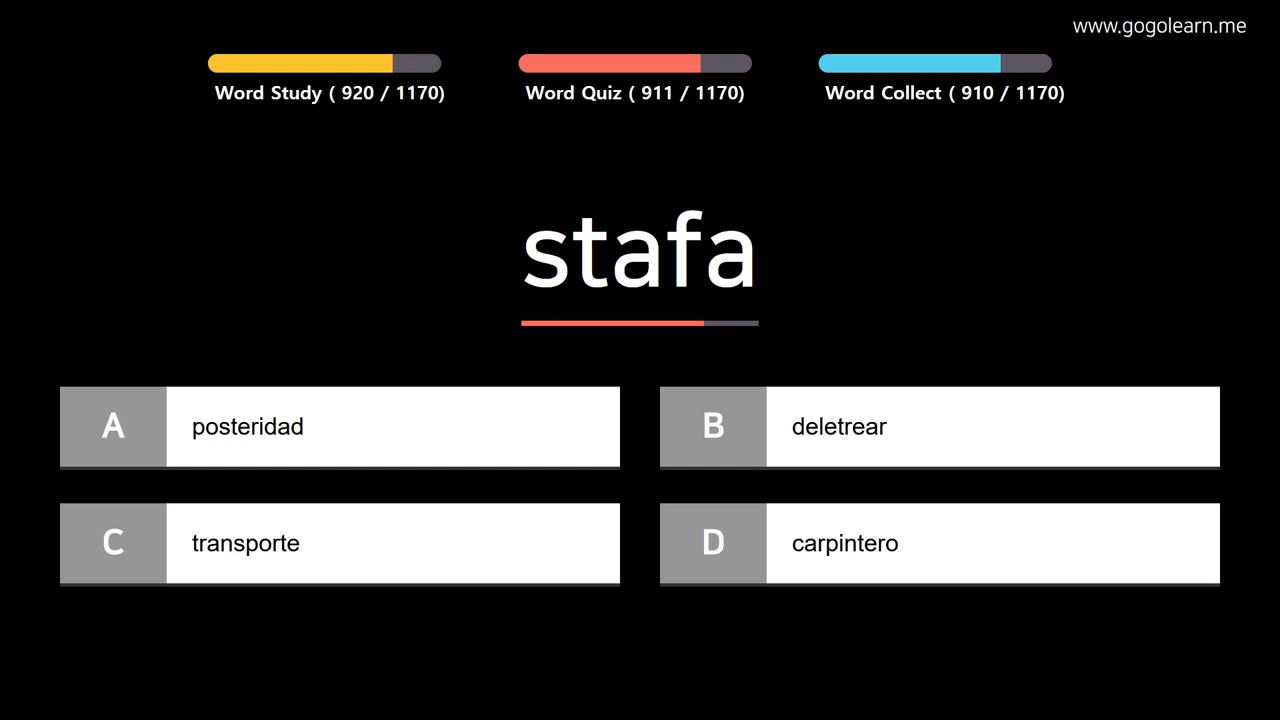 www.gogolearn.me
Word Study ( 920 / 1170)
Word Quiz ( 911 / 1170)
Word Collect ( 910 / 1170)
stafa
A posteridad
B deletrear
C transporte
D carpintero